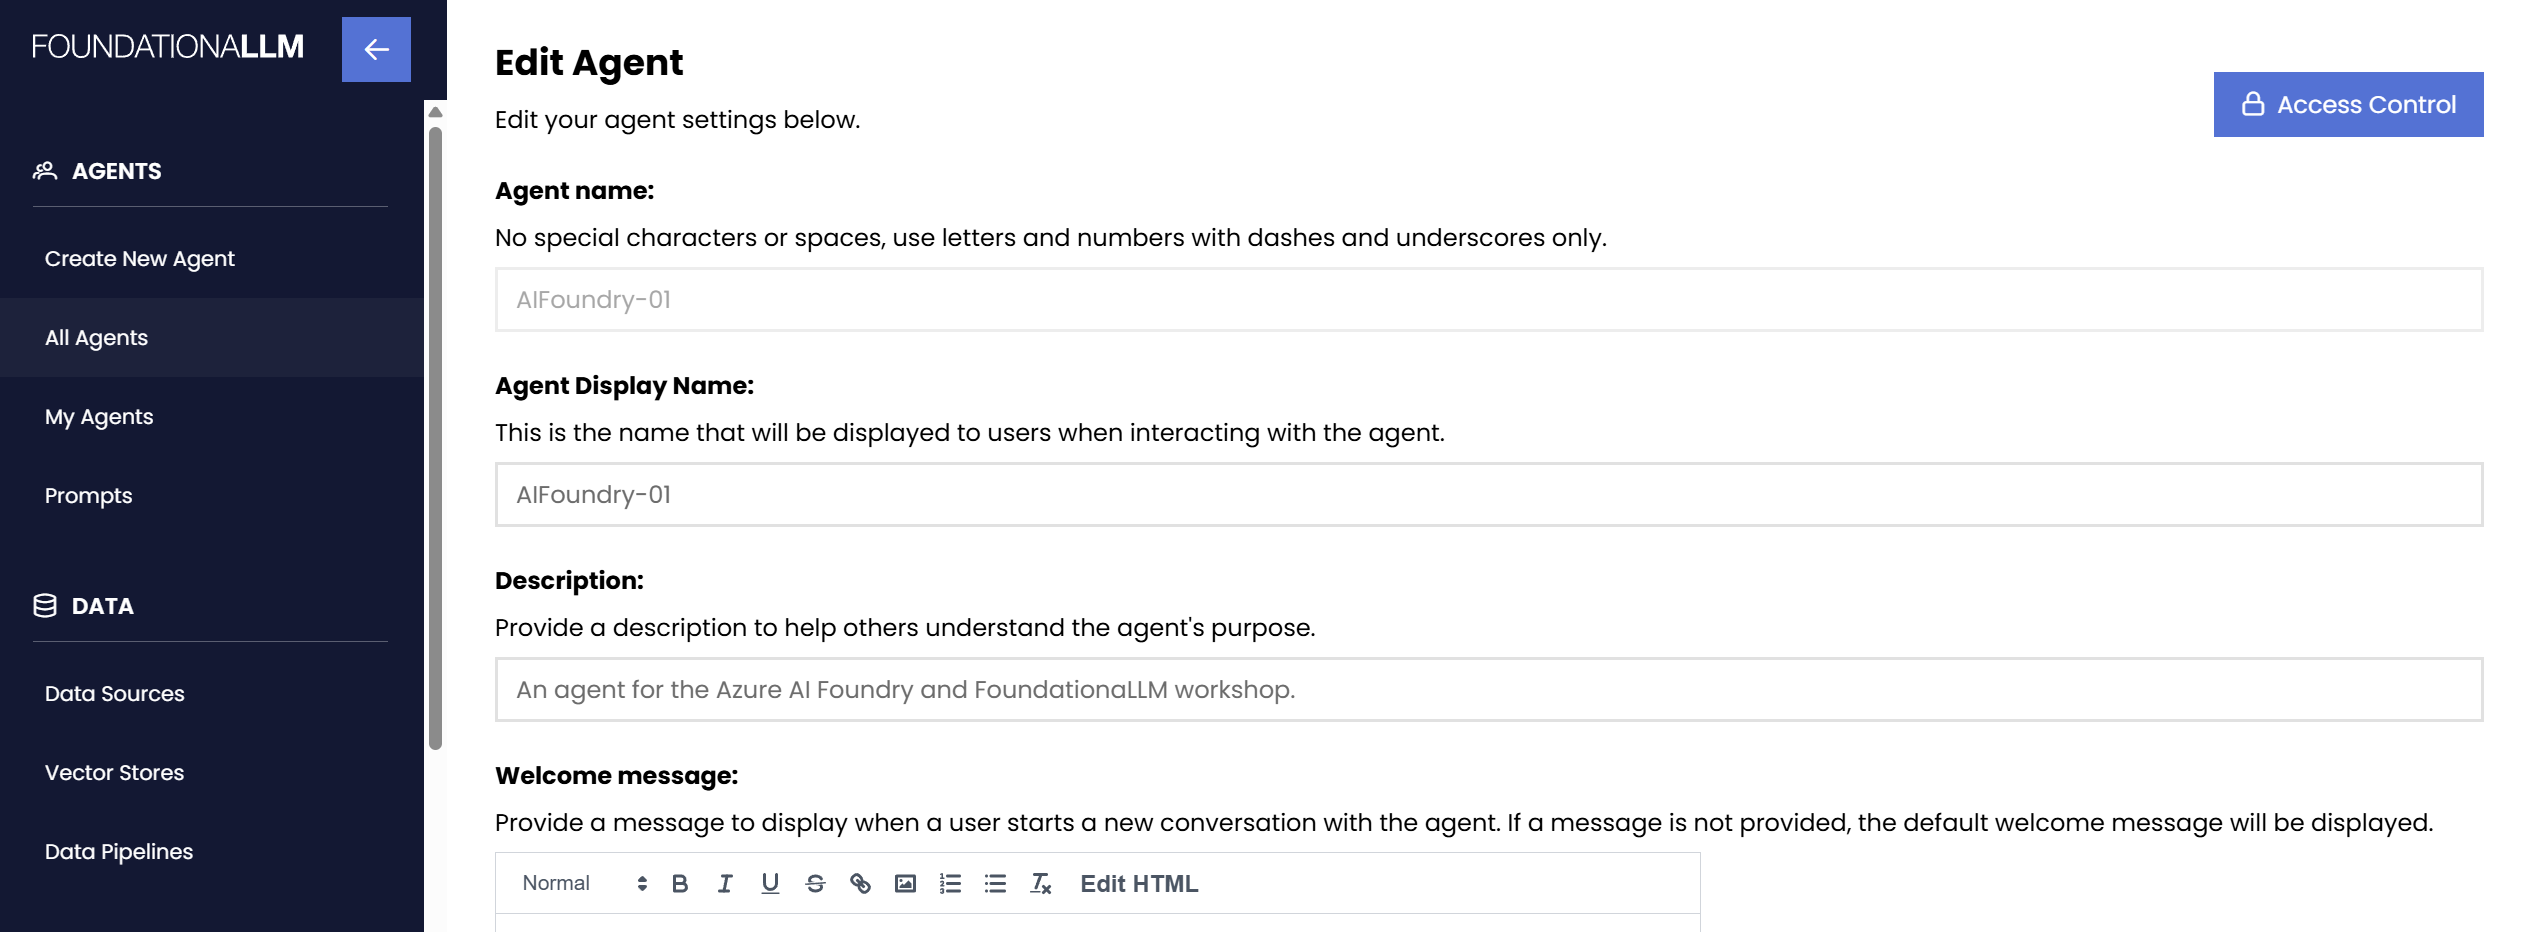 FOUNDATIONALLM
AGENTS
Create New Agent
All Agents
My Agents
Prompts
DATA
Data Sources
Vector Stores
Data Pipelines
Edit Agent
Edit your agent settings below.
Access Control
Agent name:
No special characters or spaces, use letters and numbers with dashes and underscores only.
AIFoundry-01
Agent Display Name:
This is the name that will be displayed to users when interacting with the agent.
AIFoundry-01
Description:
Provide a description to help others understand the agent's purpose.
An agent for the Azure AI Foundry and FoundationaLLM workshop.
Welcome message:
Provide a message to display when a user starts a new conversation with the agent. If a message is not provided, the default welcome message will be displayed.
Normal B I U S Edit HTML